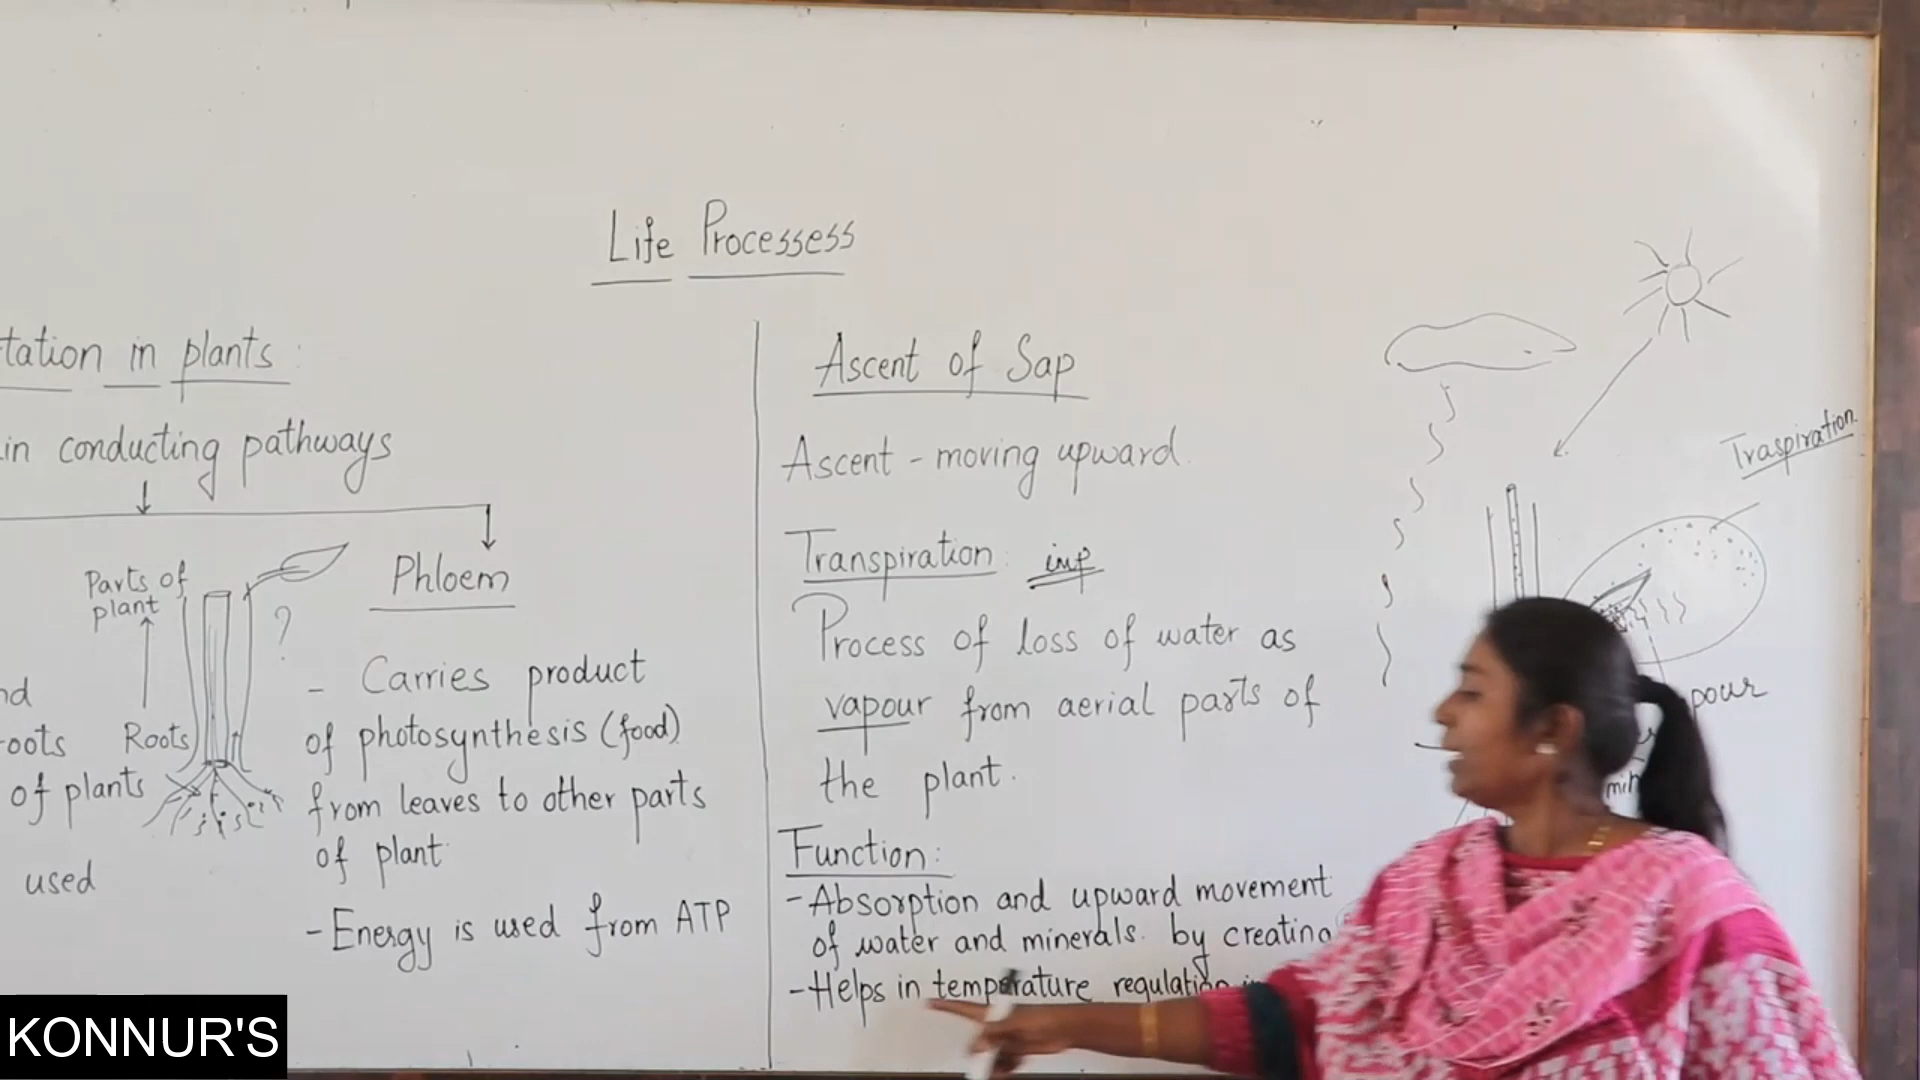 Life Processess
tation in plants:
in conducting pathways
Parts of
plant
?
Roots
nd
oots
of plants
used
Phloem
- Carries product
of photosynthesis (food)
from leaves to other parts
of plant
- Energy is used from ATP
Ascent of Sap
Ascent - moving upward.
Transpiration: imp
Process of loss of water as
vapour from aerial parts of
the plant.
Function:
- Absorption and upward movement
of water and minerals. by creating
- Helps in temperature regulation
Traspiration
pour
min
KONNUR'S